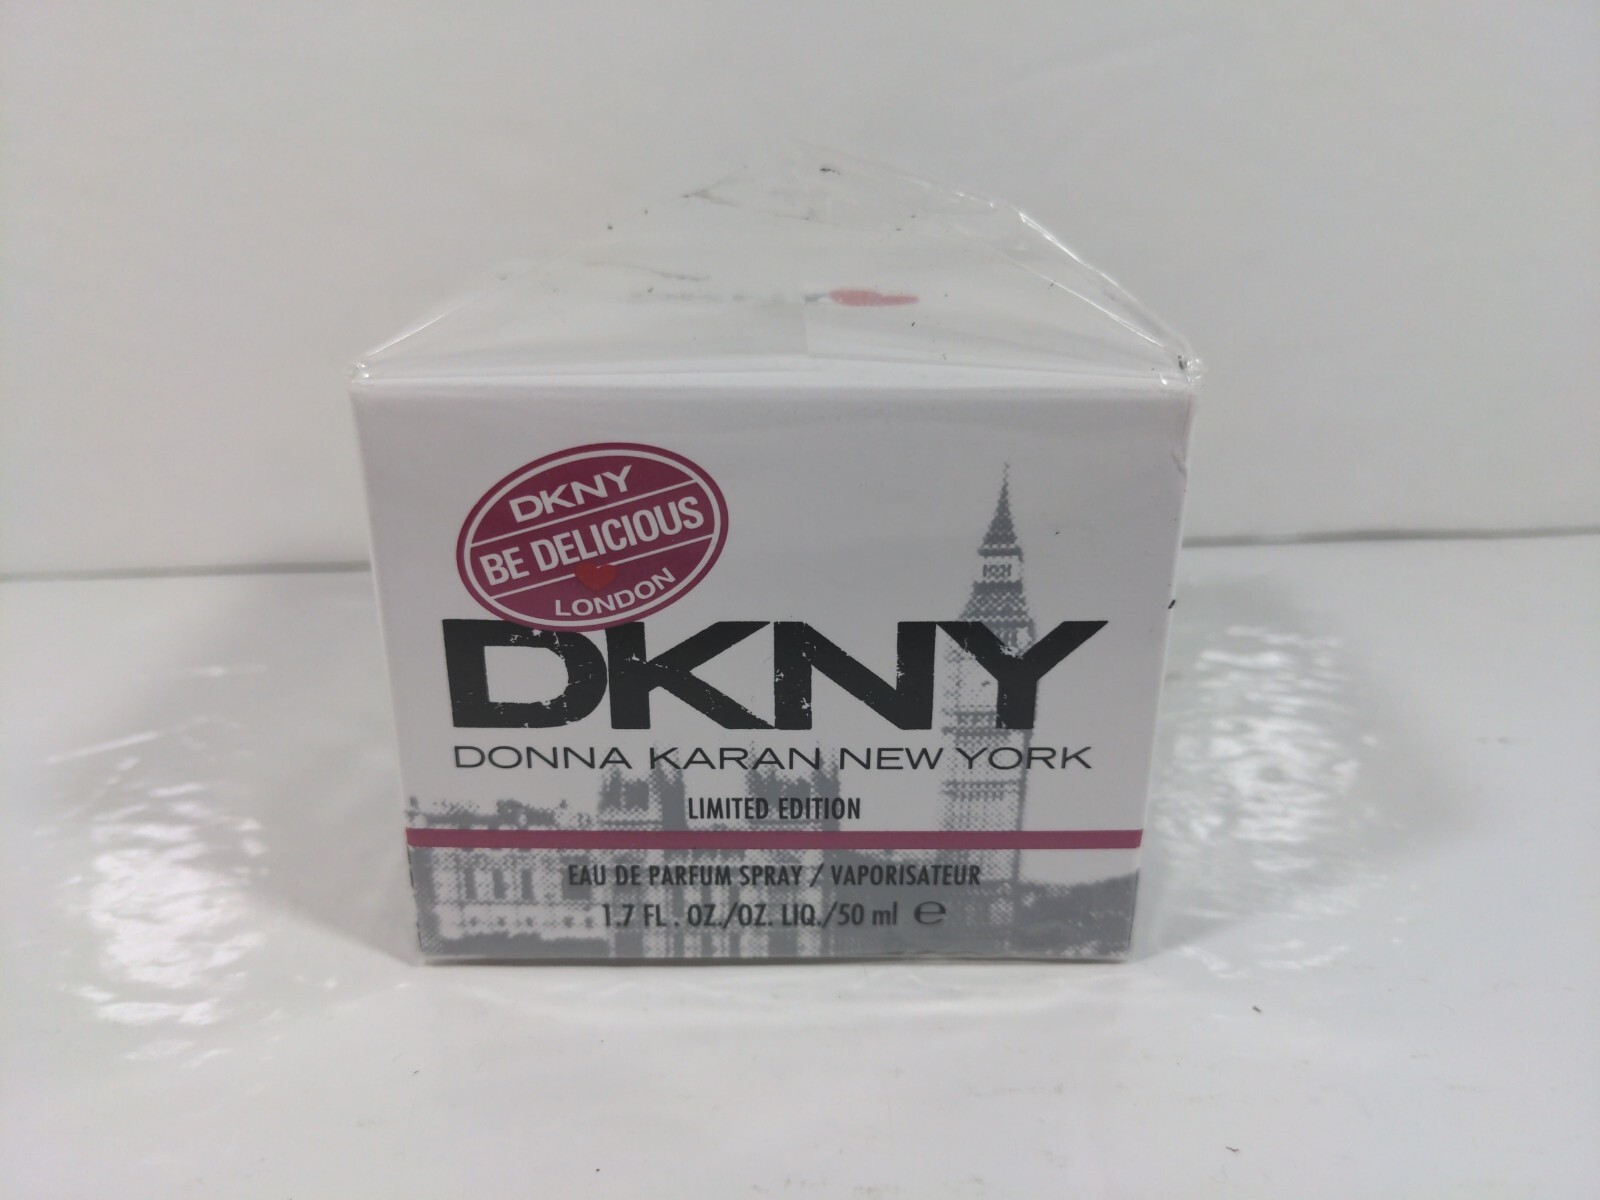 DKNY
BE DELICIOUS
LONDON
DKNY
DONNA KARAN NEW YORK
LIMITED EDITION
EAU DE PARFUM SPRAY / VAPORISATEUR
1.7 FL. OZ./OZ. LIQ./50 ml ℮